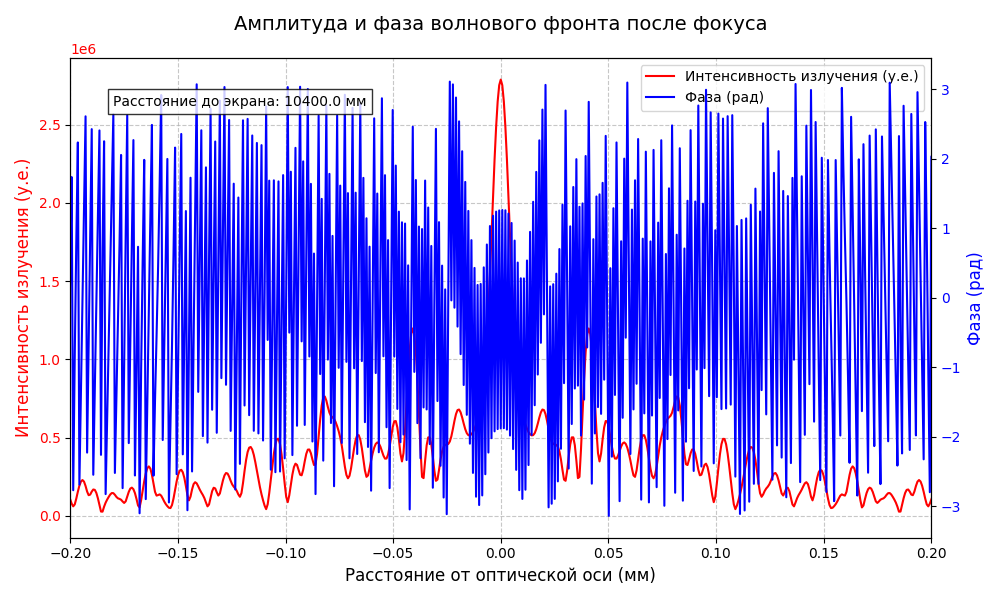 Амплитуда и фаза волнового фронта после фокуса
1e6
Интенсивность излучения (у.е.)
Фаза (рад)
Расстояние до экрана: 10400.0 мм
2.5
2.0
1.5
1.0
0.5
0.0
Интенсивность излучения (у.е.)
3
2
1
0
−1
−2
−3
Фаза (рад)
−0.20 −0.15 −0.10 −0.05 0.00 0.05 0.10 0.15 0.20
Расстояние от оптической оси (мм)